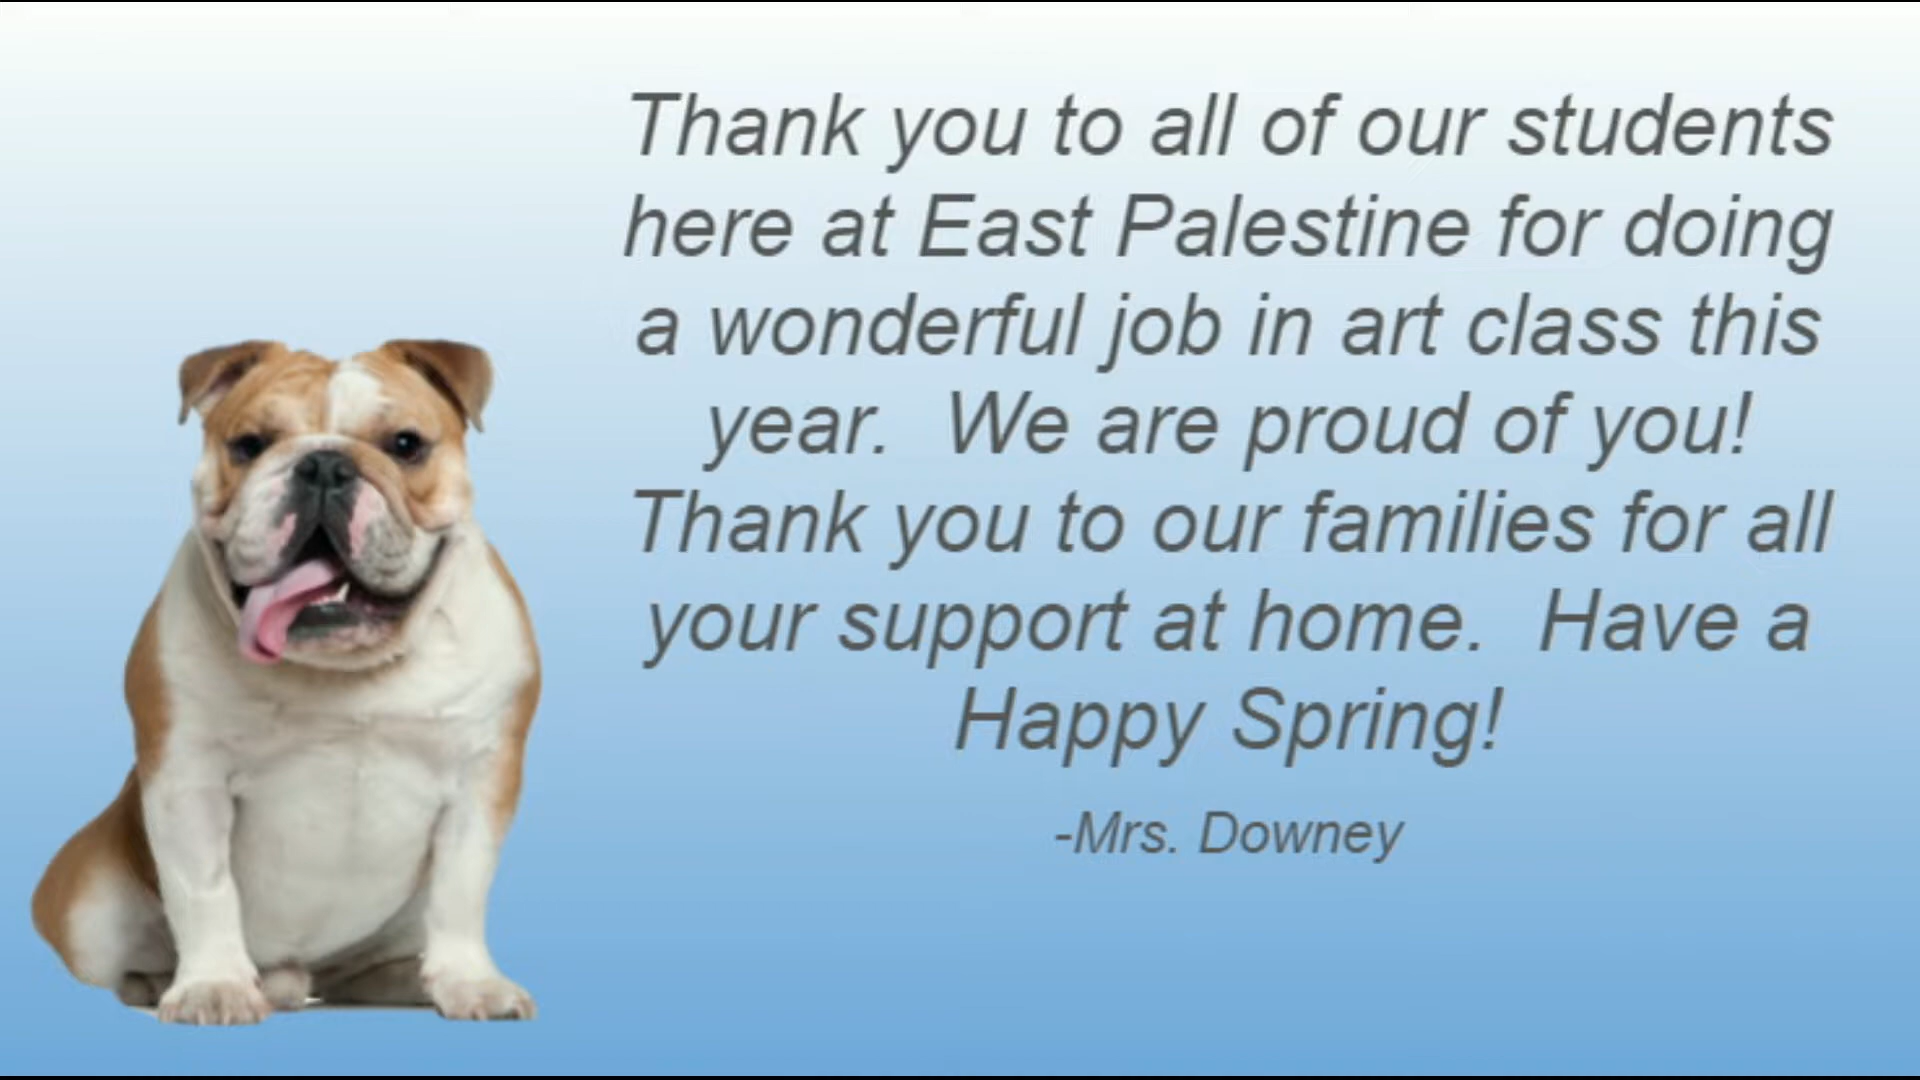 Thank you to all of our students
here at East Palestine for doing
a wonderful job in art class this
year.  We are proud of you!
Thank you to our families for all
your support at home.  Have a
Happy Spring!
-Mrs. Downey